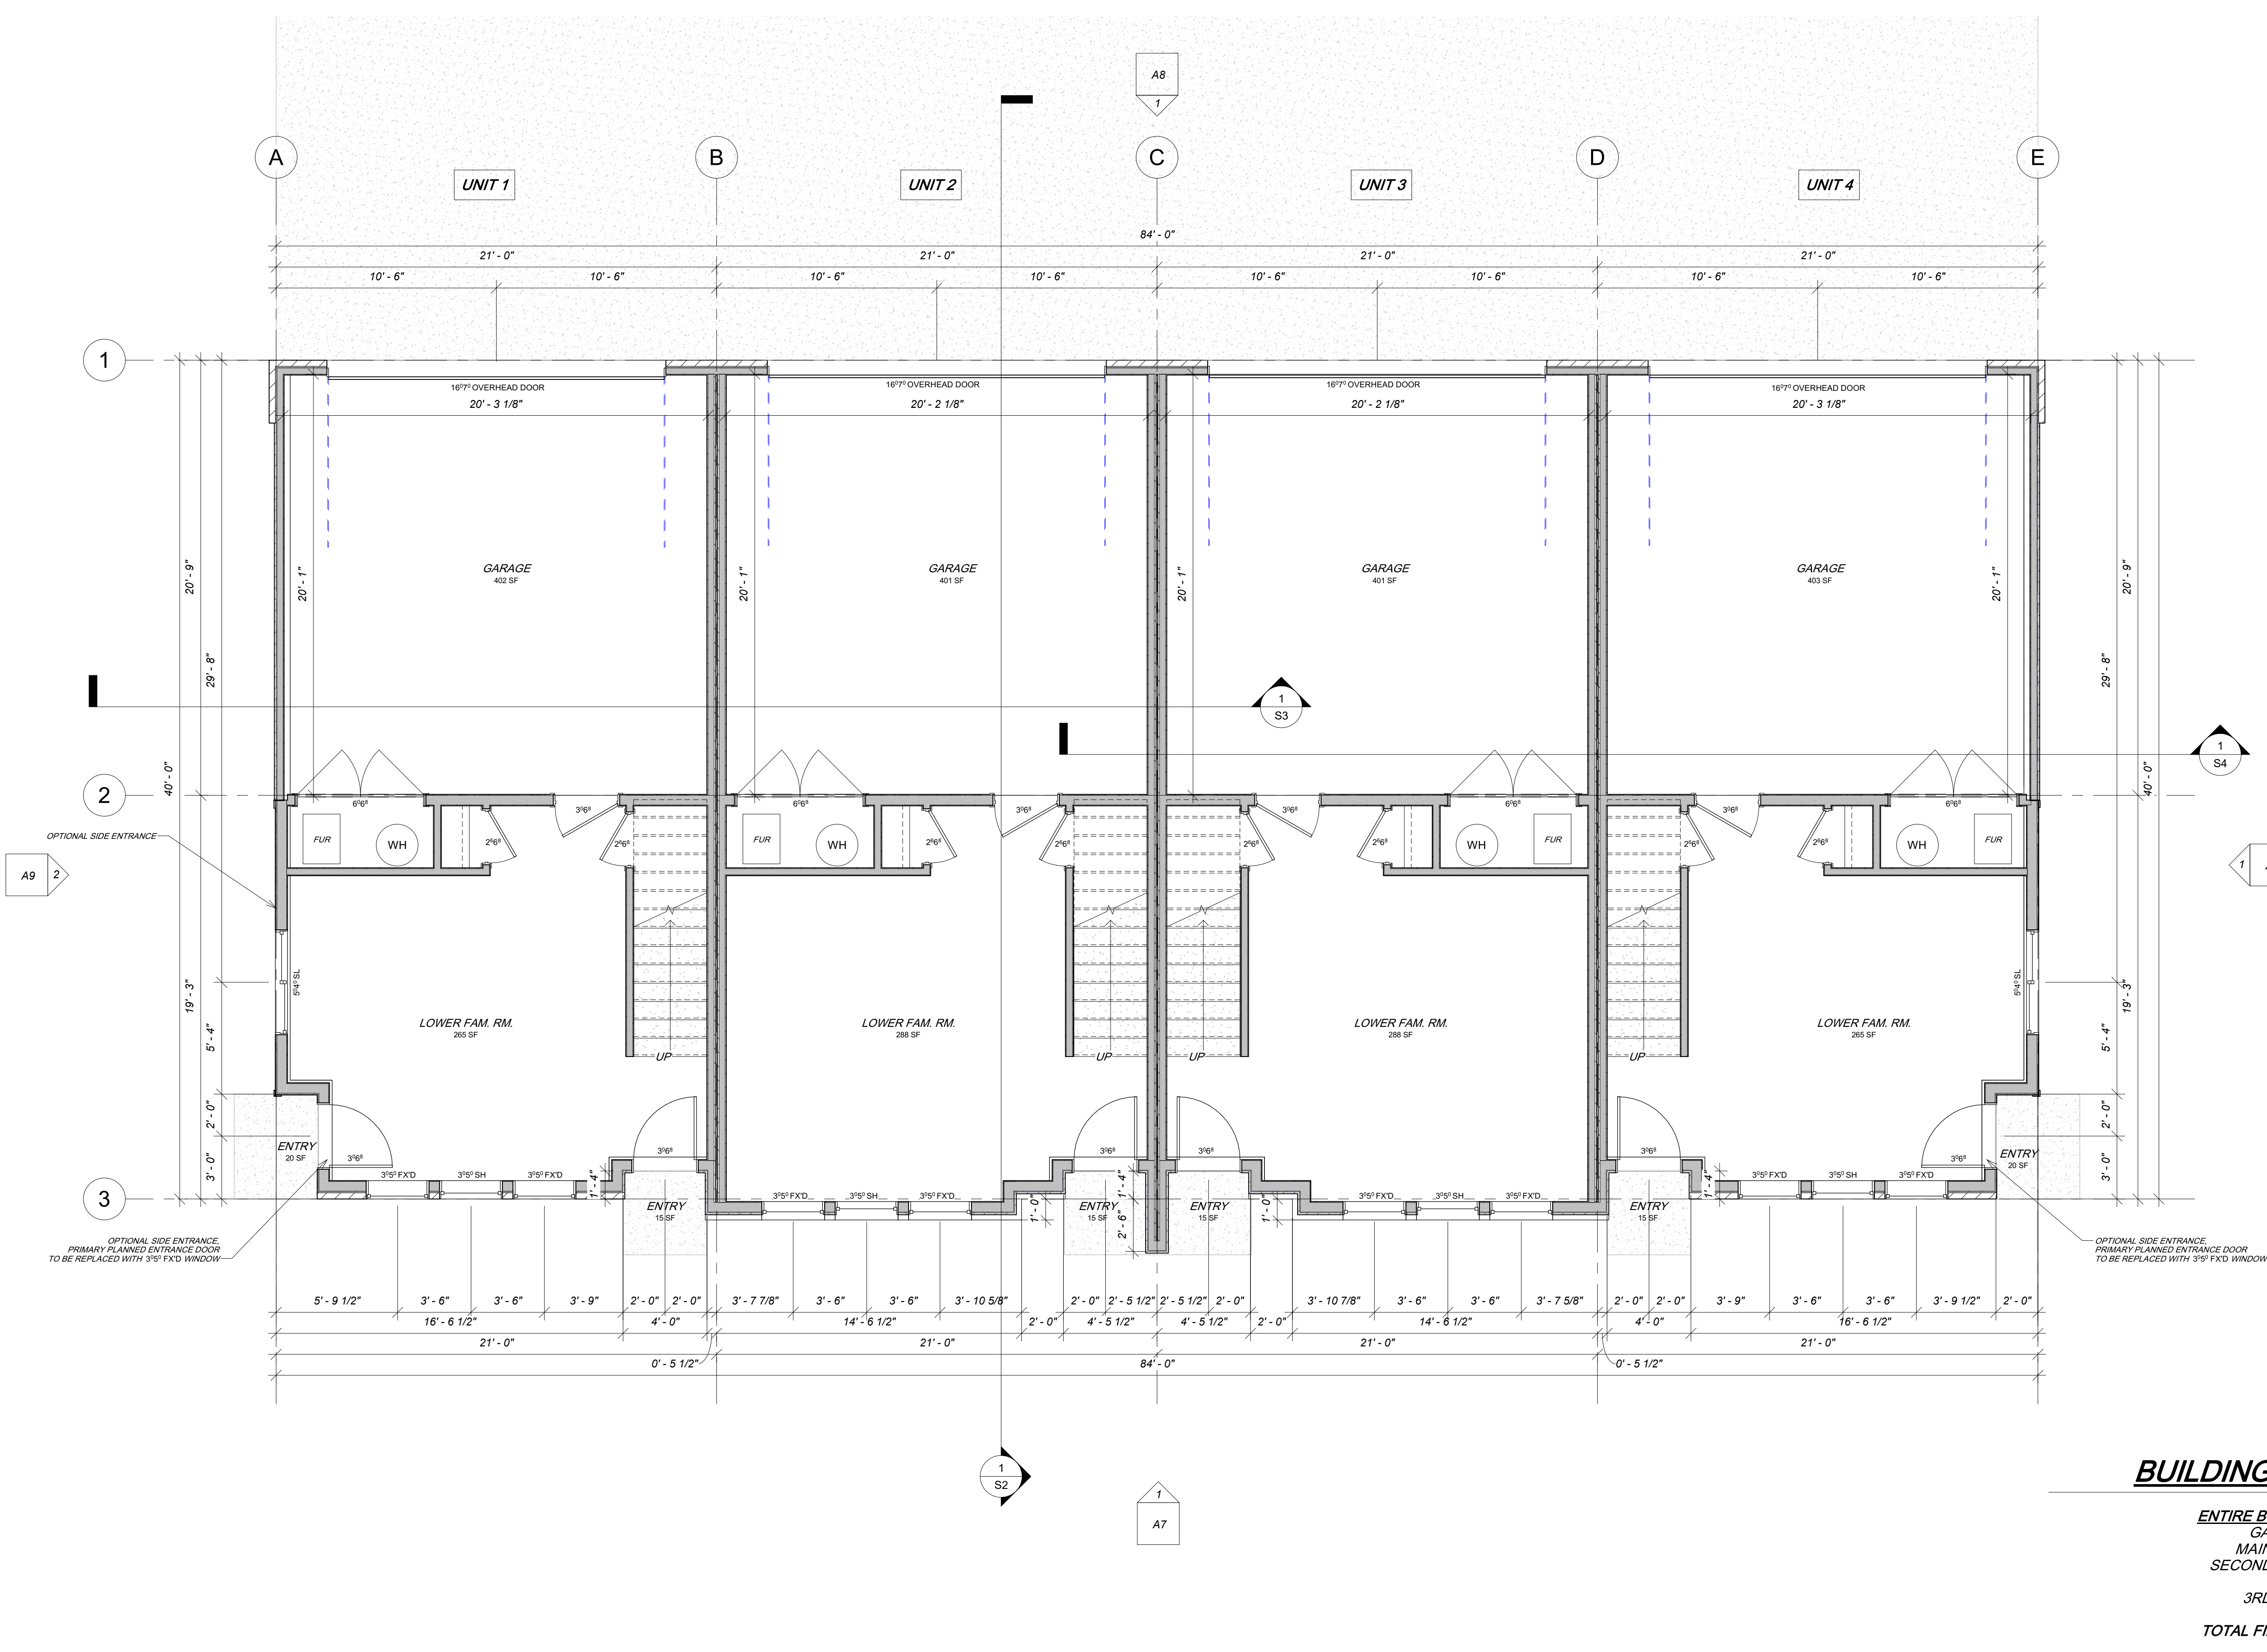 A8
1
A
B
C
D
E
UNIT 1
UNIT 2
UNIT 3
UNIT 4
84' - 0"
21' - 0"
21' - 0"
21' - 0"
21' - 0"
10' - 6"
10' - 6"
10' - 6"
10' - 6"
10' - 6"
10' - 6"
10' - 6"
10' - 6"
1
16⁰7⁰ OVERHEAD DOOR
16⁰7⁰ OVERHEAD DOOR
16⁰7⁰ OVERHEAD DOOR
16⁰7⁰ OVERHEAD DOOR
20' - 3 1/8"
20' - 2 1/8"
20' - 2 1/8"
20' - 3 1/8"
20' - 9"
29' - 8"
40' - 0"
20' - 1"
20' - 1"
20' - 1"
20' - 1"
29' - 8"
20' - 9"
40' - 0"
GARAGE
402 SF
GARAGE
401 SF
GARAGE
401 SF
GARAGE
403 SF
1
S3
1
S4
2
6⁰6⁸
3⁰6⁸
6⁰6⁸
3⁰6⁸
3⁰6⁸
6⁰6⁸
3⁰6⁸
6⁰6⁸
OPTIONAL SIDE ENTRANCE
FUR
WH
2⁶6⁸
2⁶6⁸
FUR
WH
2⁶6⁸
2⁶6⁸
2⁶6⁸
2⁶6⁸
WH
FUR
2⁶6⁸
2⁶6⁸
WH
FUR
A9
2
1
5⁰4⁰ SL
5⁰4⁰ SL
19' - 3"
5' - 4"
2' - 0"
3' - 0"
19' - 3"
5' - 4"
2' - 0"
3' - 0"
LOWER FAM. RM.
265 SF
LOWER FAM. RM.
288 SF
LOWER FAM. RM.
288 SF
LOWER FAM. RM.
265 SF
UP
UP
UP
UP
ENTRY
20 SF
3⁰6⁸
3⁰6⁸
3⁰6⁸
3⁰6⁸
3⁰6⁸
3⁰6⁸
ENTRY
20 SF
3⁰5⁰ FX'D
3⁰5⁰ SH
3⁰5⁰ FX'D
3⁰5⁰ FX'D
3⁰5⁰ SH
3⁰5⁰ FX'D
3⁰5⁰ FX'D
3⁰5⁰ SH
3⁰5⁰ FX'D
3⁰5⁰ FX'D
3⁰5⁰ SH
3⁰5⁰ FX'D
3
1' - 4"
1' - 0"
1' - 4"
2' - 6"
1' - 0"
1' - 4"
ENTRY
15 SF
ENTRY
15 SF
ENTRY
15 SF
ENTRY
15 SF
OPTIONAL SIDE ENTRANCE,
PRIMARY PLANNED ENTRANCE DOOR
TO BE REPLACED WITH 3⁰5⁰ FX'D WINDOW
OPTIONAL SIDE ENTRANCE,
PRIMARY PLANNED ENTRANCE DOOR
TO BE REPLACED WITH 3⁰5⁰ FX'D WINDOW
5' - 9 1/2"
3' - 6"
3' - 6"
3' - 9"
2' - 0"
2' - 0"
3' - 7 7/8"
3' - 6"
3' - 6"
3' - 10 5/8"
2' - 0"
2' - 5 1/2"
2' - 5 1/2"
2' - 0"
3' - 10 7/8"
3' - 6"
3' - 6"
3' - 7 5/8"
2' - 0"
2' - 0"
3' - 9"
3' - 6"
3' - 6"
3' - 9 1/2"
2' - 0"
16' - 6 1/2"
4' - 0"
14' - 6 1/2"
2' - 0"
4' - 5 1/2"
4' - 5 1/2"
2' - 0"
14' - 6 1/2"
4' - 0"
16' - 6 1/2"
21' - 0"
21' - 0"
21' - 0"
21' - 0"
0' - 5 1/2"
84' - 0"
0' - 5 1/2"
1
S2
1
A7
BUILDING
ENTIRE B
GA
MAIN
SECOND
3RD
TOTAL FI